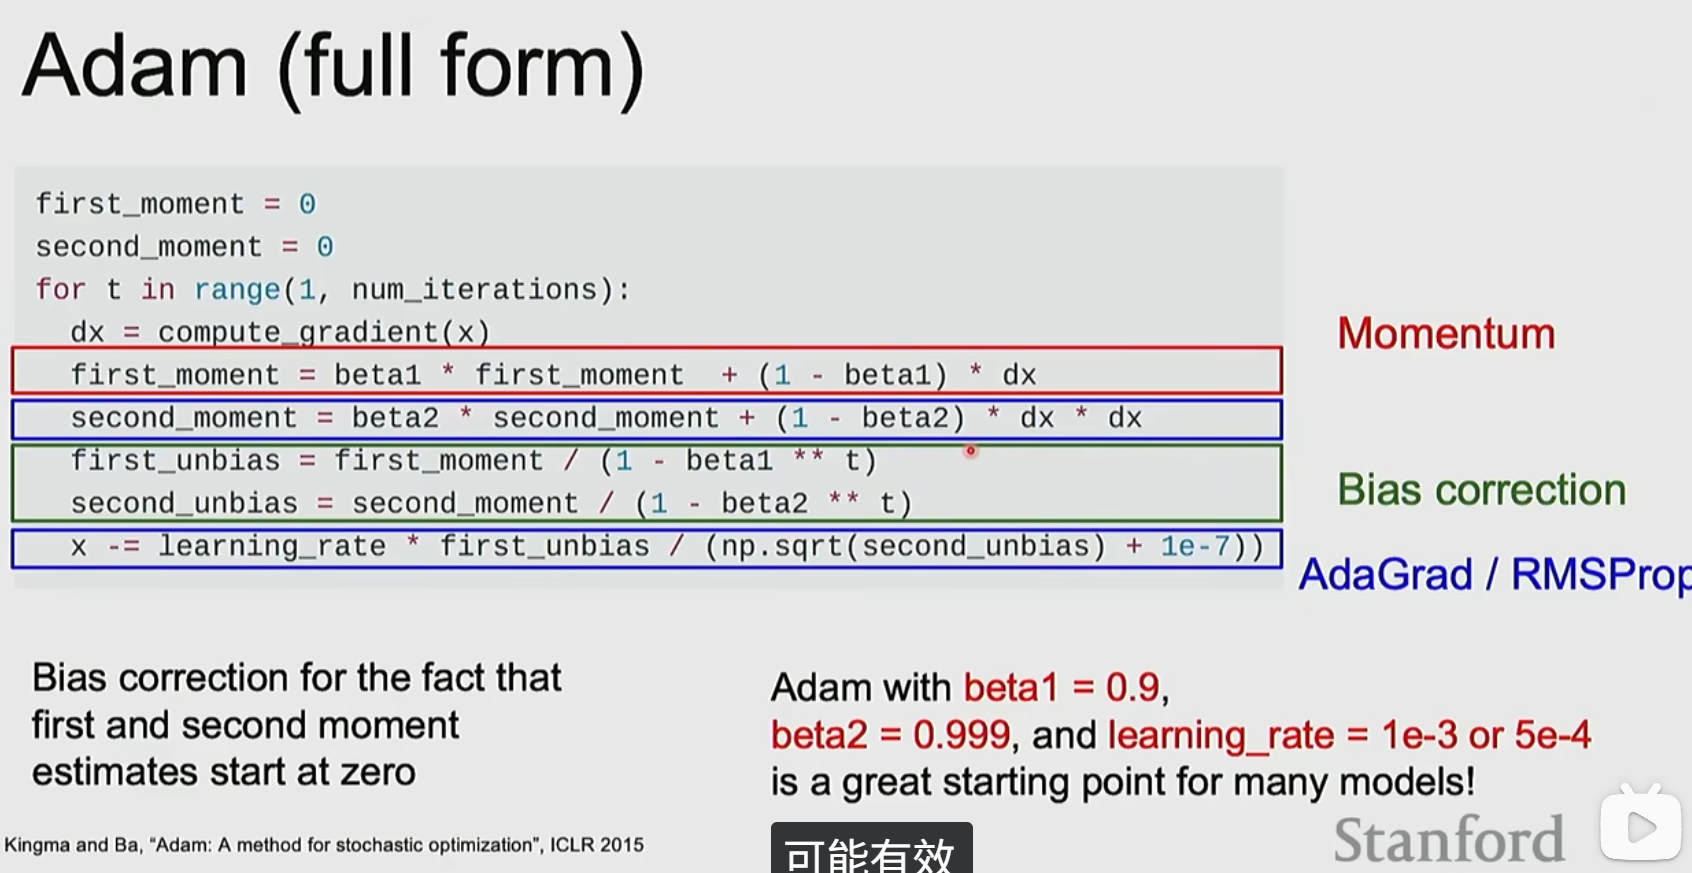 Adam (full form)
first_moment = 0
second_moment = 0
for t in range(1, num_iterations):
dx = compute_gradient(x)
first_moment = beta1 * first_moment + (1 - beta1) * dx
second_moment = beta2 * second_moment + (1 - beta2) * dx * dx
first_unbias = first_moment / (1 - beta1 ** t)
second_unbias = second_moment / (1 - beta2 ** t)
x -= learning_rate * first_unbias / (np.sqrt(second_unbias) + 1e-7))
Momentum
Bias correction
AdaGrad / RMSProp
Bias correction for the fact that
first and second moment
estimates start at zero
Adam with beta1 = 0.9,
beta2 = 0.999, and learning_rate = 1e-3 or 5e-4
is a great starting point for many models!
Kingma and Ba, "Adam: A method for stochastic optimization", ICLR 2015
可能有效
Stanford